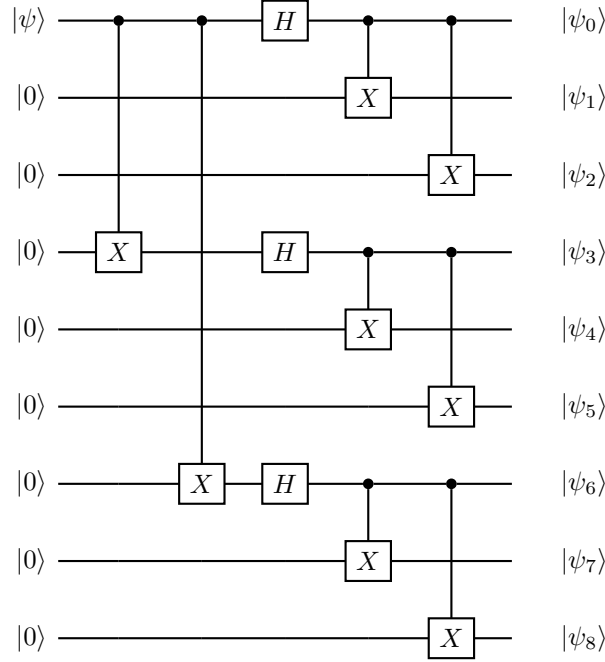 |ψ⟩ H |ψ₀⟩
|0⟩ X |ψ₁⟩
|0⟩ X |ψ₂⟩
|0⟩ X H |ψ₃⟩
|0⟩ X |ψ₄⟩
|0⟩ X |ψ₅⟩
|0⟩ X H |ψ₆⟩
|0⟩ X |ψ₇⟩
|0⟩ X |ψ₈⟩